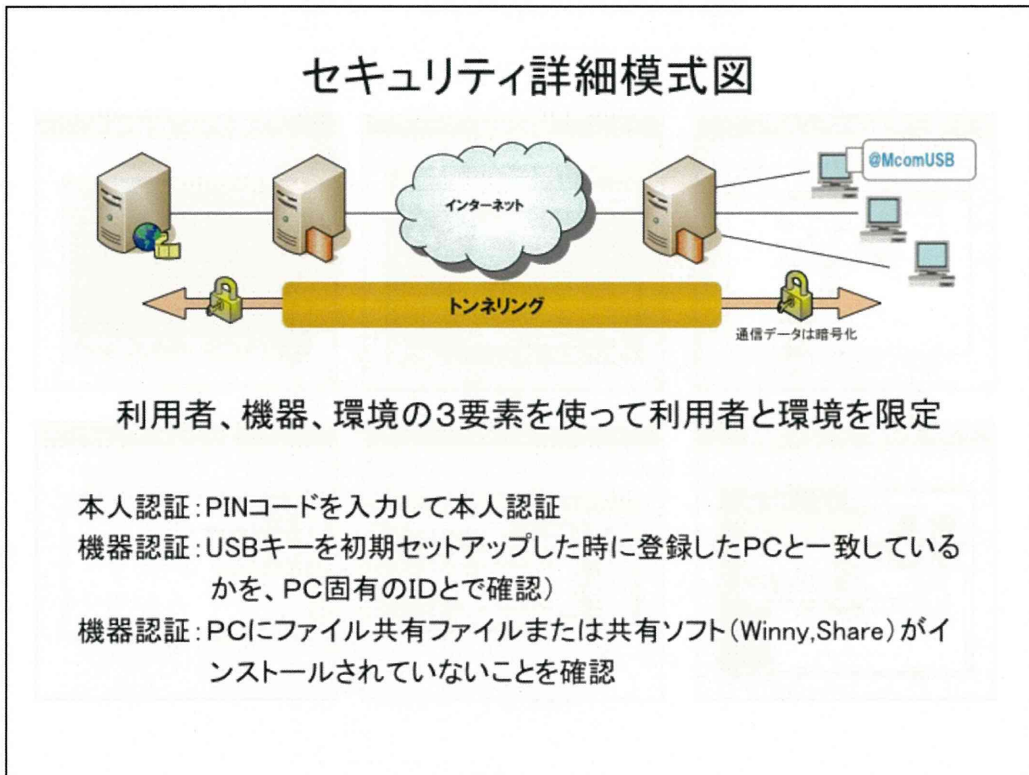 セキュリティ詳細模式図
@McomUSB
インターネット
トンネリング
通信データは暗号化
利用者、機器、環境の3要素を使って利用者と環境を限定
本人認証:PINコードを入力して本人認証
機器認証:USBキーを初期セットアップした時に登録したPCと一致している
かを、PC固有のIDとで確認)
機器認証:PCにファイル共有ファイルまたは共有ソフト(Winny,Share)がイ
ンストールされていないことを確認